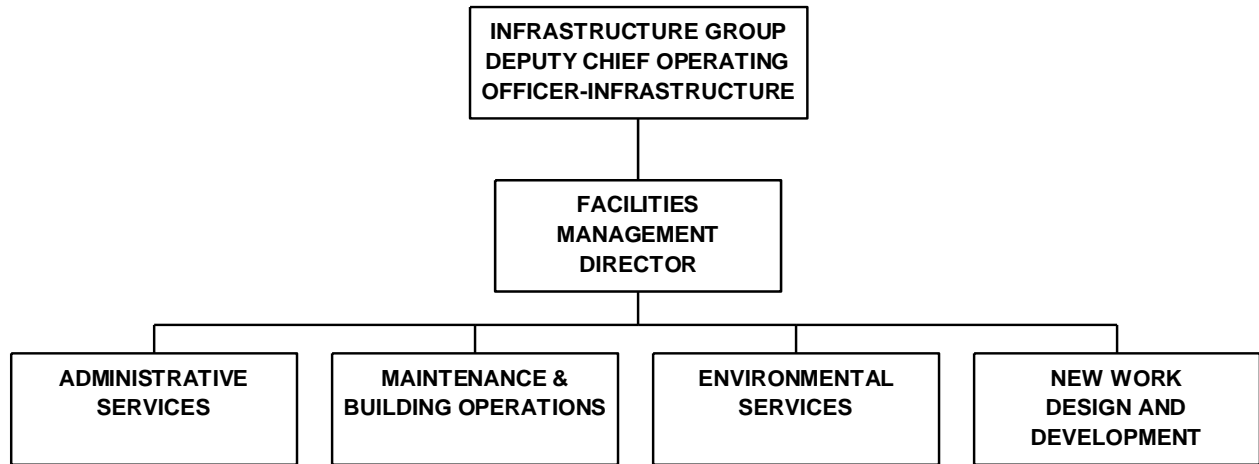 INFRASTRUCTURE GROUP
DEPUTY CHIEF OPERATING
OFFICER-INFRASTRUCTURE
FACILITIES
MANAGEMENT
DIRECTOR
ADMINISTRATIVE
SERVICES
MAINTENANCE &
BUILDING OPERATIONS
ENVIRONMENTAL
SERVICES
NEW WORK
DESIGN AND
DEVELOPMENT